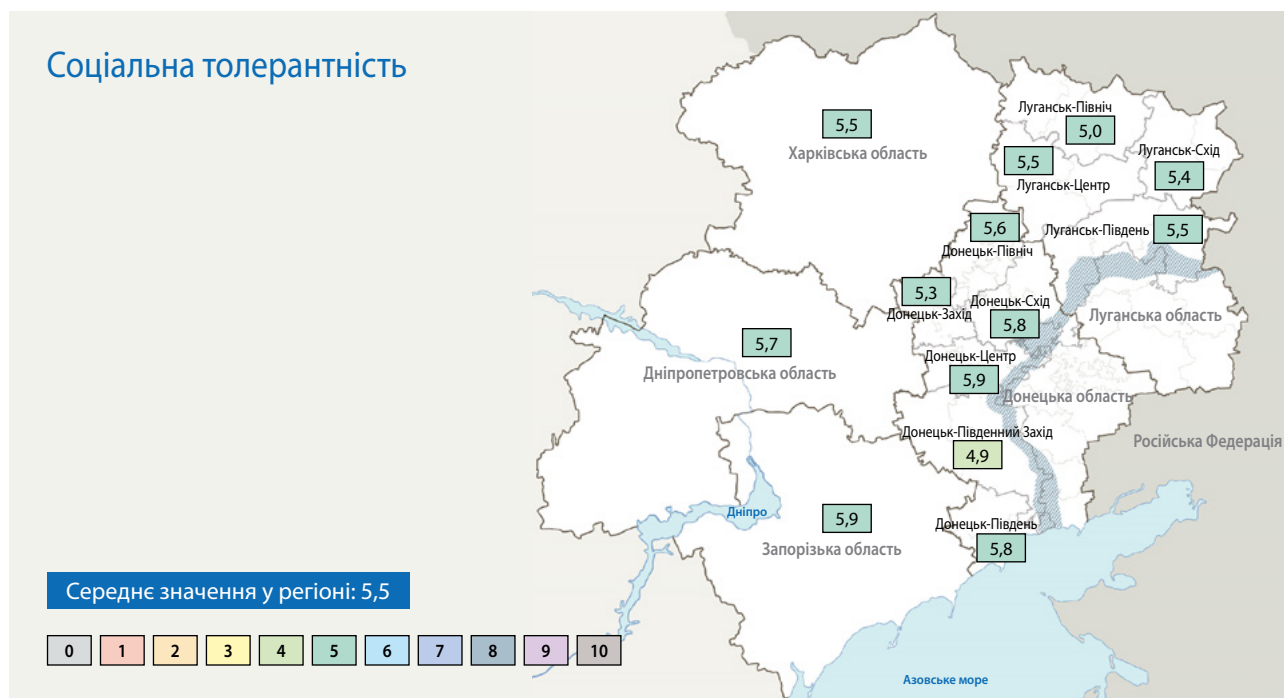 Соціальна толерантність
5,5
Харківська область
Луганськ-Північ
5,0
Луганськ-Схід
5,4
5,5
Луганськ-Центр
Луганськ-Південь
5,5
5,6
Донецьк-Північ
5,3
Донецьк-Захід
Донецьк-Схід
5,8
Луганська область
5,7
Дніпропетровська область
Донецьк-Центр
5,9
Донецька область
Донецьк-Південний Захід
4,9
Російська Федерація
Дніпро
5,9
Запорізька область
Донецьк-Південь
5,8
Середнє значення у регіоні: 5,5
0 1 2 3 4 5 6 7 8 9 10
Азовське море